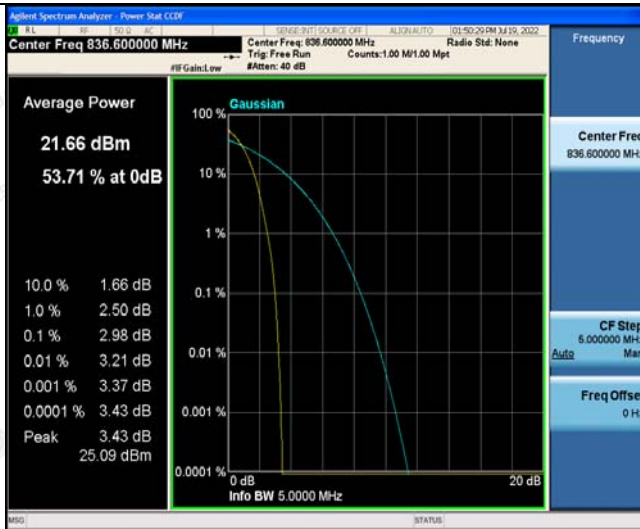 Agilent Spectrum Analyzer - Power Stat CCDF
RL RF 50 Ω AC SENSE:INT SOURCE OFF ALIGN AUTO 01:50:29 PM Jul 19, 2022
Center Freq 836.600000 MHz
Center Freq: 836.600000 MHz Radio Std: None
Trig: Free Run Counts:1.00 M/1.00 Mpt
#IFGain:Low #Atten: 40 dB
Frequency
Average Power
21.66 dBm
53.71 % at 0dB
10.0 % 1.66 dB
1.0 % 2.50 dB
0.1 % 2.98 dB
0.01 % 3.21 dB
0.001 % 3.37 dB
0.0001 % 3.43 dB
Peak 3.43 dB
25.09 dBm
Gaussian
100 %
10 %
1 %
0.1 %
0.01 %
0.001 %
0.0001 %
0 dB 20 dB
Info BW 5.0000 MHz
Center Freq
836.600000 MHz
CF Step
5.000000 MHz
Auto Man
Freq Offset
0 Hz
MSG STATUS